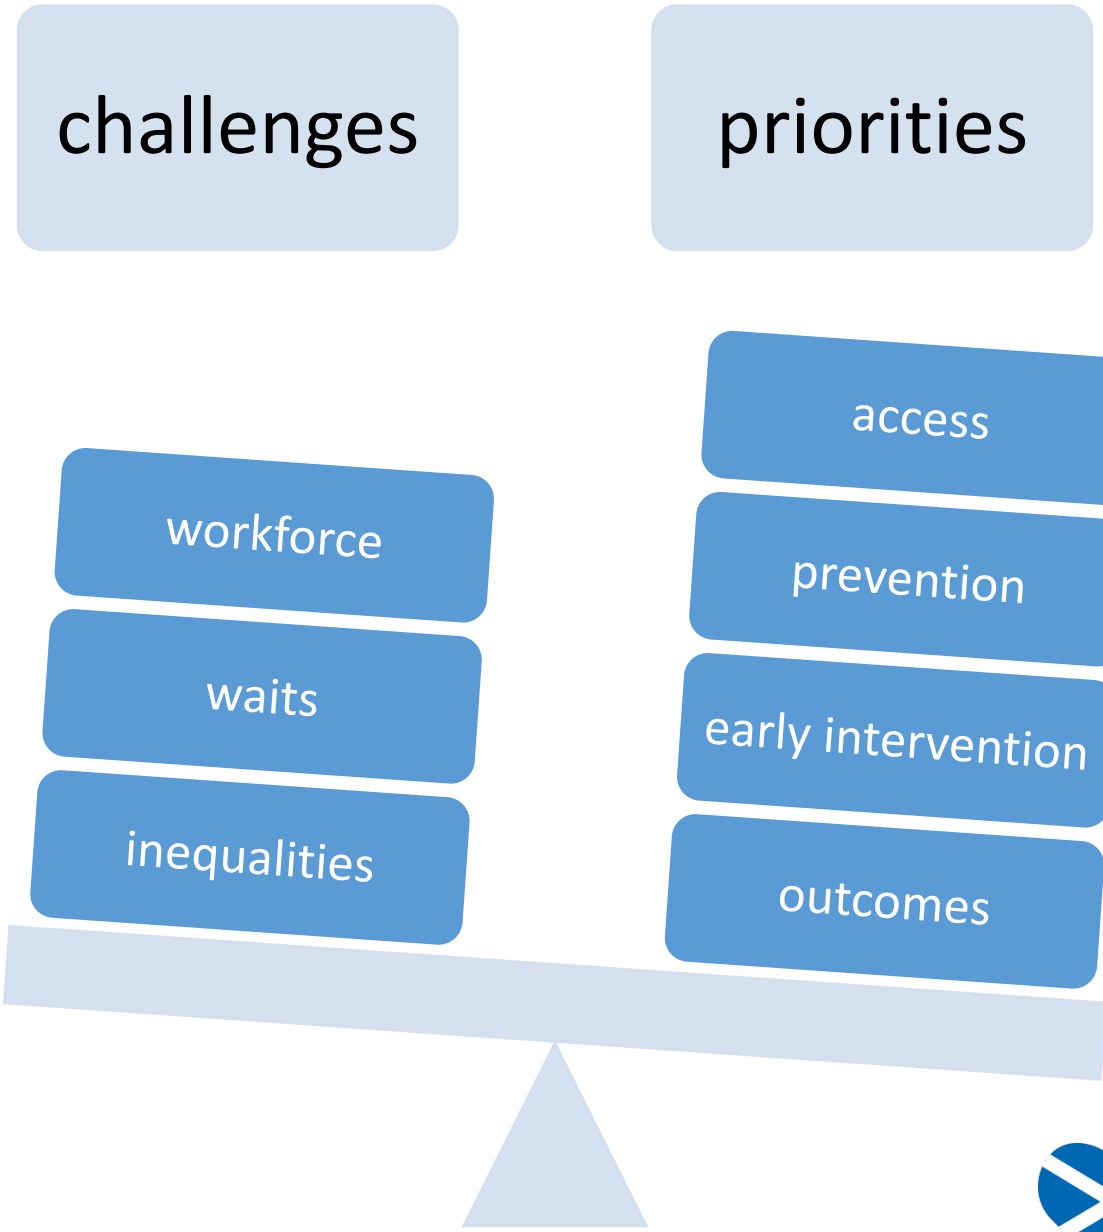 challenges
priorities
workforce
waits
inequalities
access
prevention
early intervention
outcomes